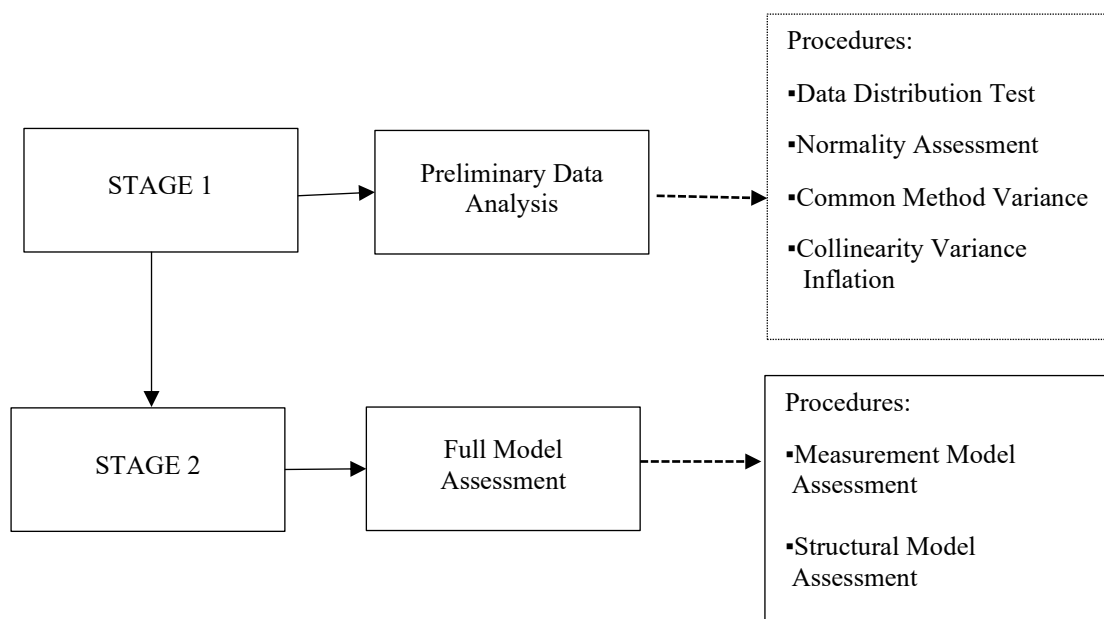 STAGE 1
Preliminary Data
Analysis
Procedures:
▪Data Distribution Test
▪Normality Assessment
▪Common Method Variance
▪Collinearity Variance
Inflation
STAGE 2
Full Model
Assessment
Procedures:
▪Measurement Model
Assessment
▪Structural Model
Assessment